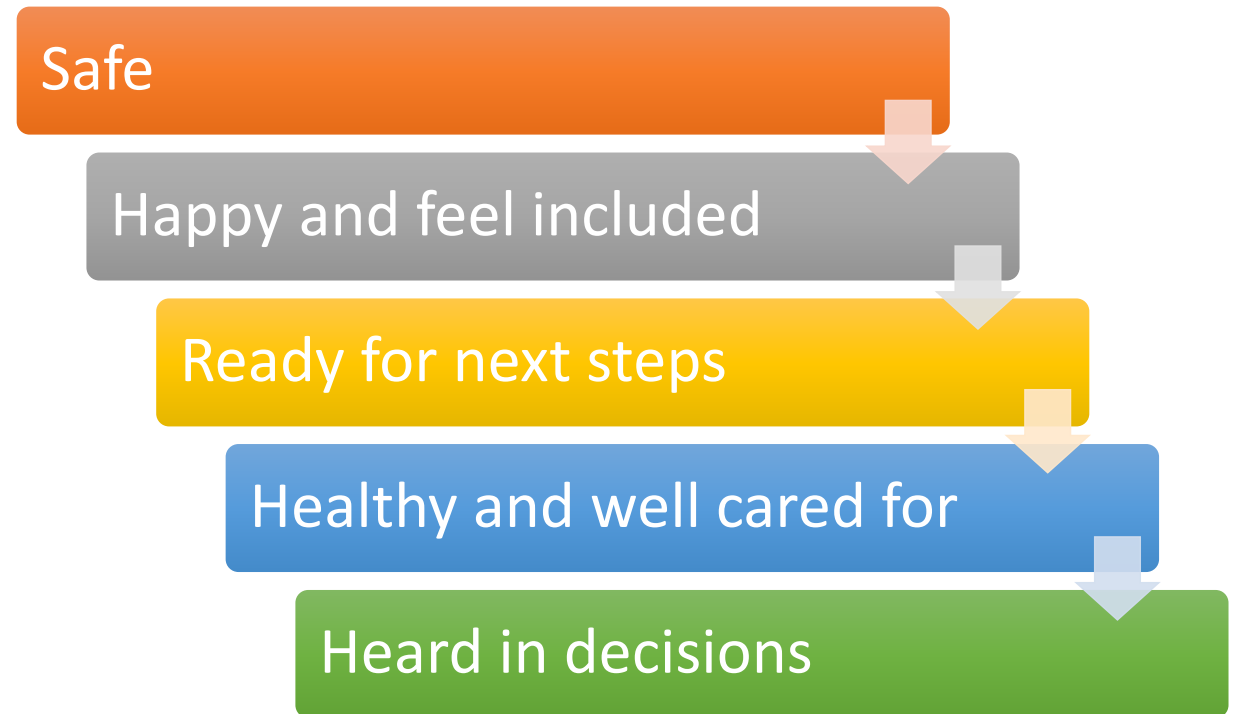 Safe
Happy and feel included
Ready for next steps
Healthy and well cared for
Heard in decisions